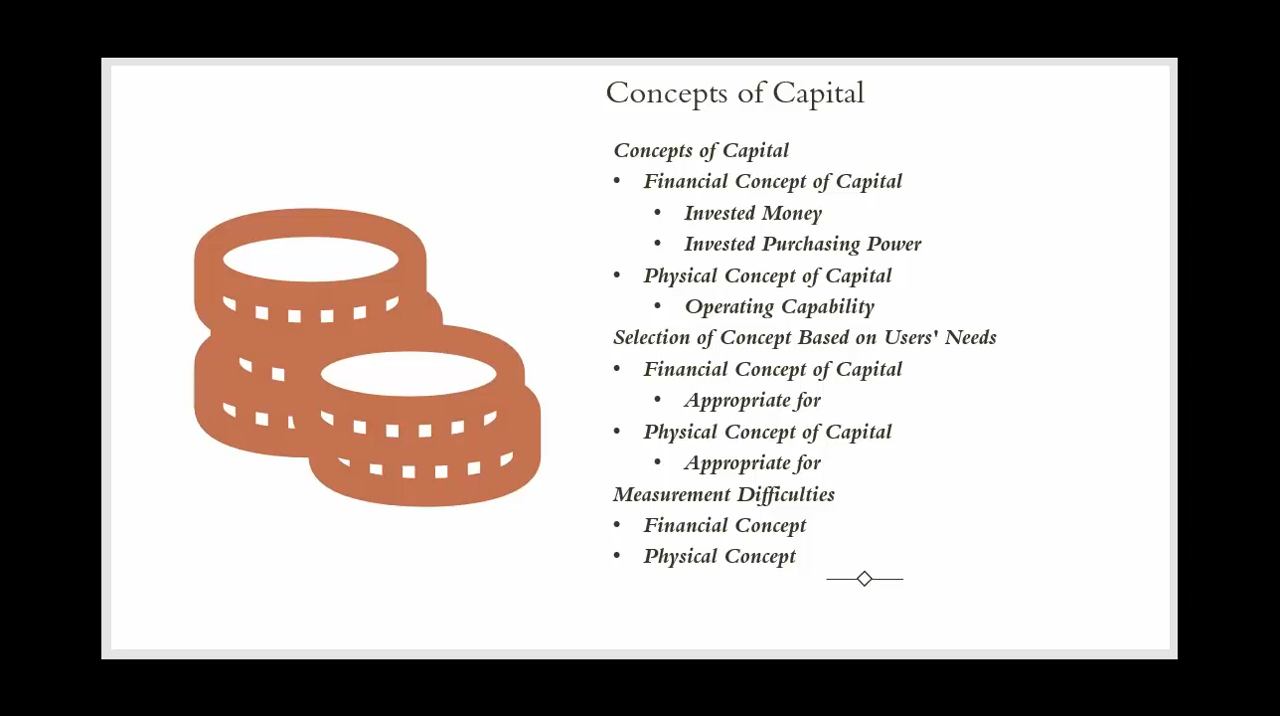 Concepts of Capital
Concepts of Capital
• Financial Concept of Capital
• Invested Money
• Invested Purchasing Power
• Physical Concept of Capital
• Operating Capability
Selection of Concept Based on Users' Needs
• Financial Concept of Capital
• Appropriate for
• Physical Concept of Capital
• Appropriate for
Measurement Difficulties
• Financial Concept
• Physical Concept